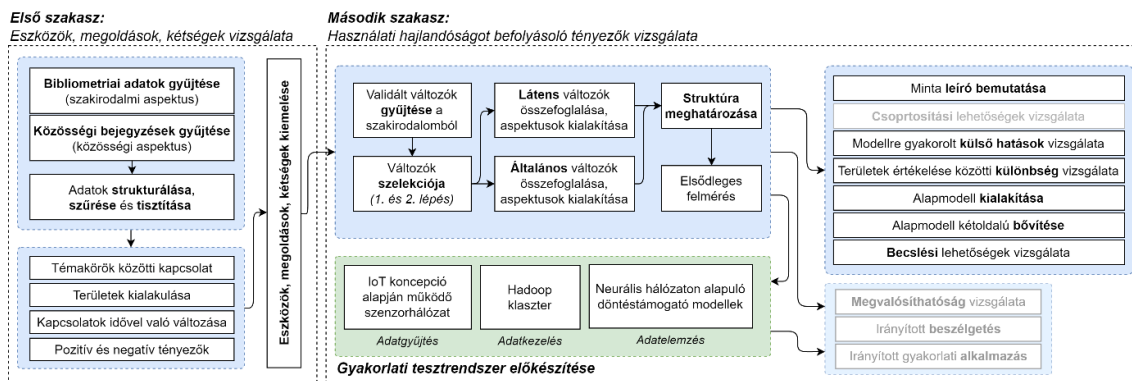 Első szakasz:
Eszközök, megoldások, kétségek vizsgálata
Bibliometriai adatok gyűjtése
(szakirodalmi aspektus)
Közösségi bejegyzések gyűjtése
(közösségi aspektus)
Adatok strukturálása,
szűrése és tisztítása
Témakörök közötti kapcsolat
Területek kialakulása
Kapcsolatok idővel való változása
Pozitív és negatív tényezők
Eszközök, megoldások, kétségek kiemelése
Második szakasz:
Használati hajlandóságot befolyásoló tényezők vizsgálata
Validált változók
gyűjtése a
szakirodalomból
Változók
szelekciója
(1. és 2. lépés)
Látens változók
összefoglalása,
aspektusok kialakítása
Általános változók
összefoglalása,
aspektusok kialakítása
Struktúra
meghatározása
Elsődleges
felmérés
Minta leíró bemutatása
Csoprtosítási lehetőségek vizsgálata
Modellre gyakorolt külső hatások vizsgálata
Területek értékelése közötti különbség vizsgálata
Alapmodell kialakítása
Alapmodell kétoldalú bővítése
Becslési lehetőségek vizsgálata
IoT koncepció
alapján működő
szenzorhálózat
Adatgyűjtés
Hadoop
klaszter
Adatkezelés
Neurális hálózaton alapuló
döntéstámogató modellek
Adatelemzés
Gyakorlati tesztrendszer előkészítése
Megvalósíthatóság vizsgálata
Irányított beszélgetés
Irányított gyakorlati alkalmazás